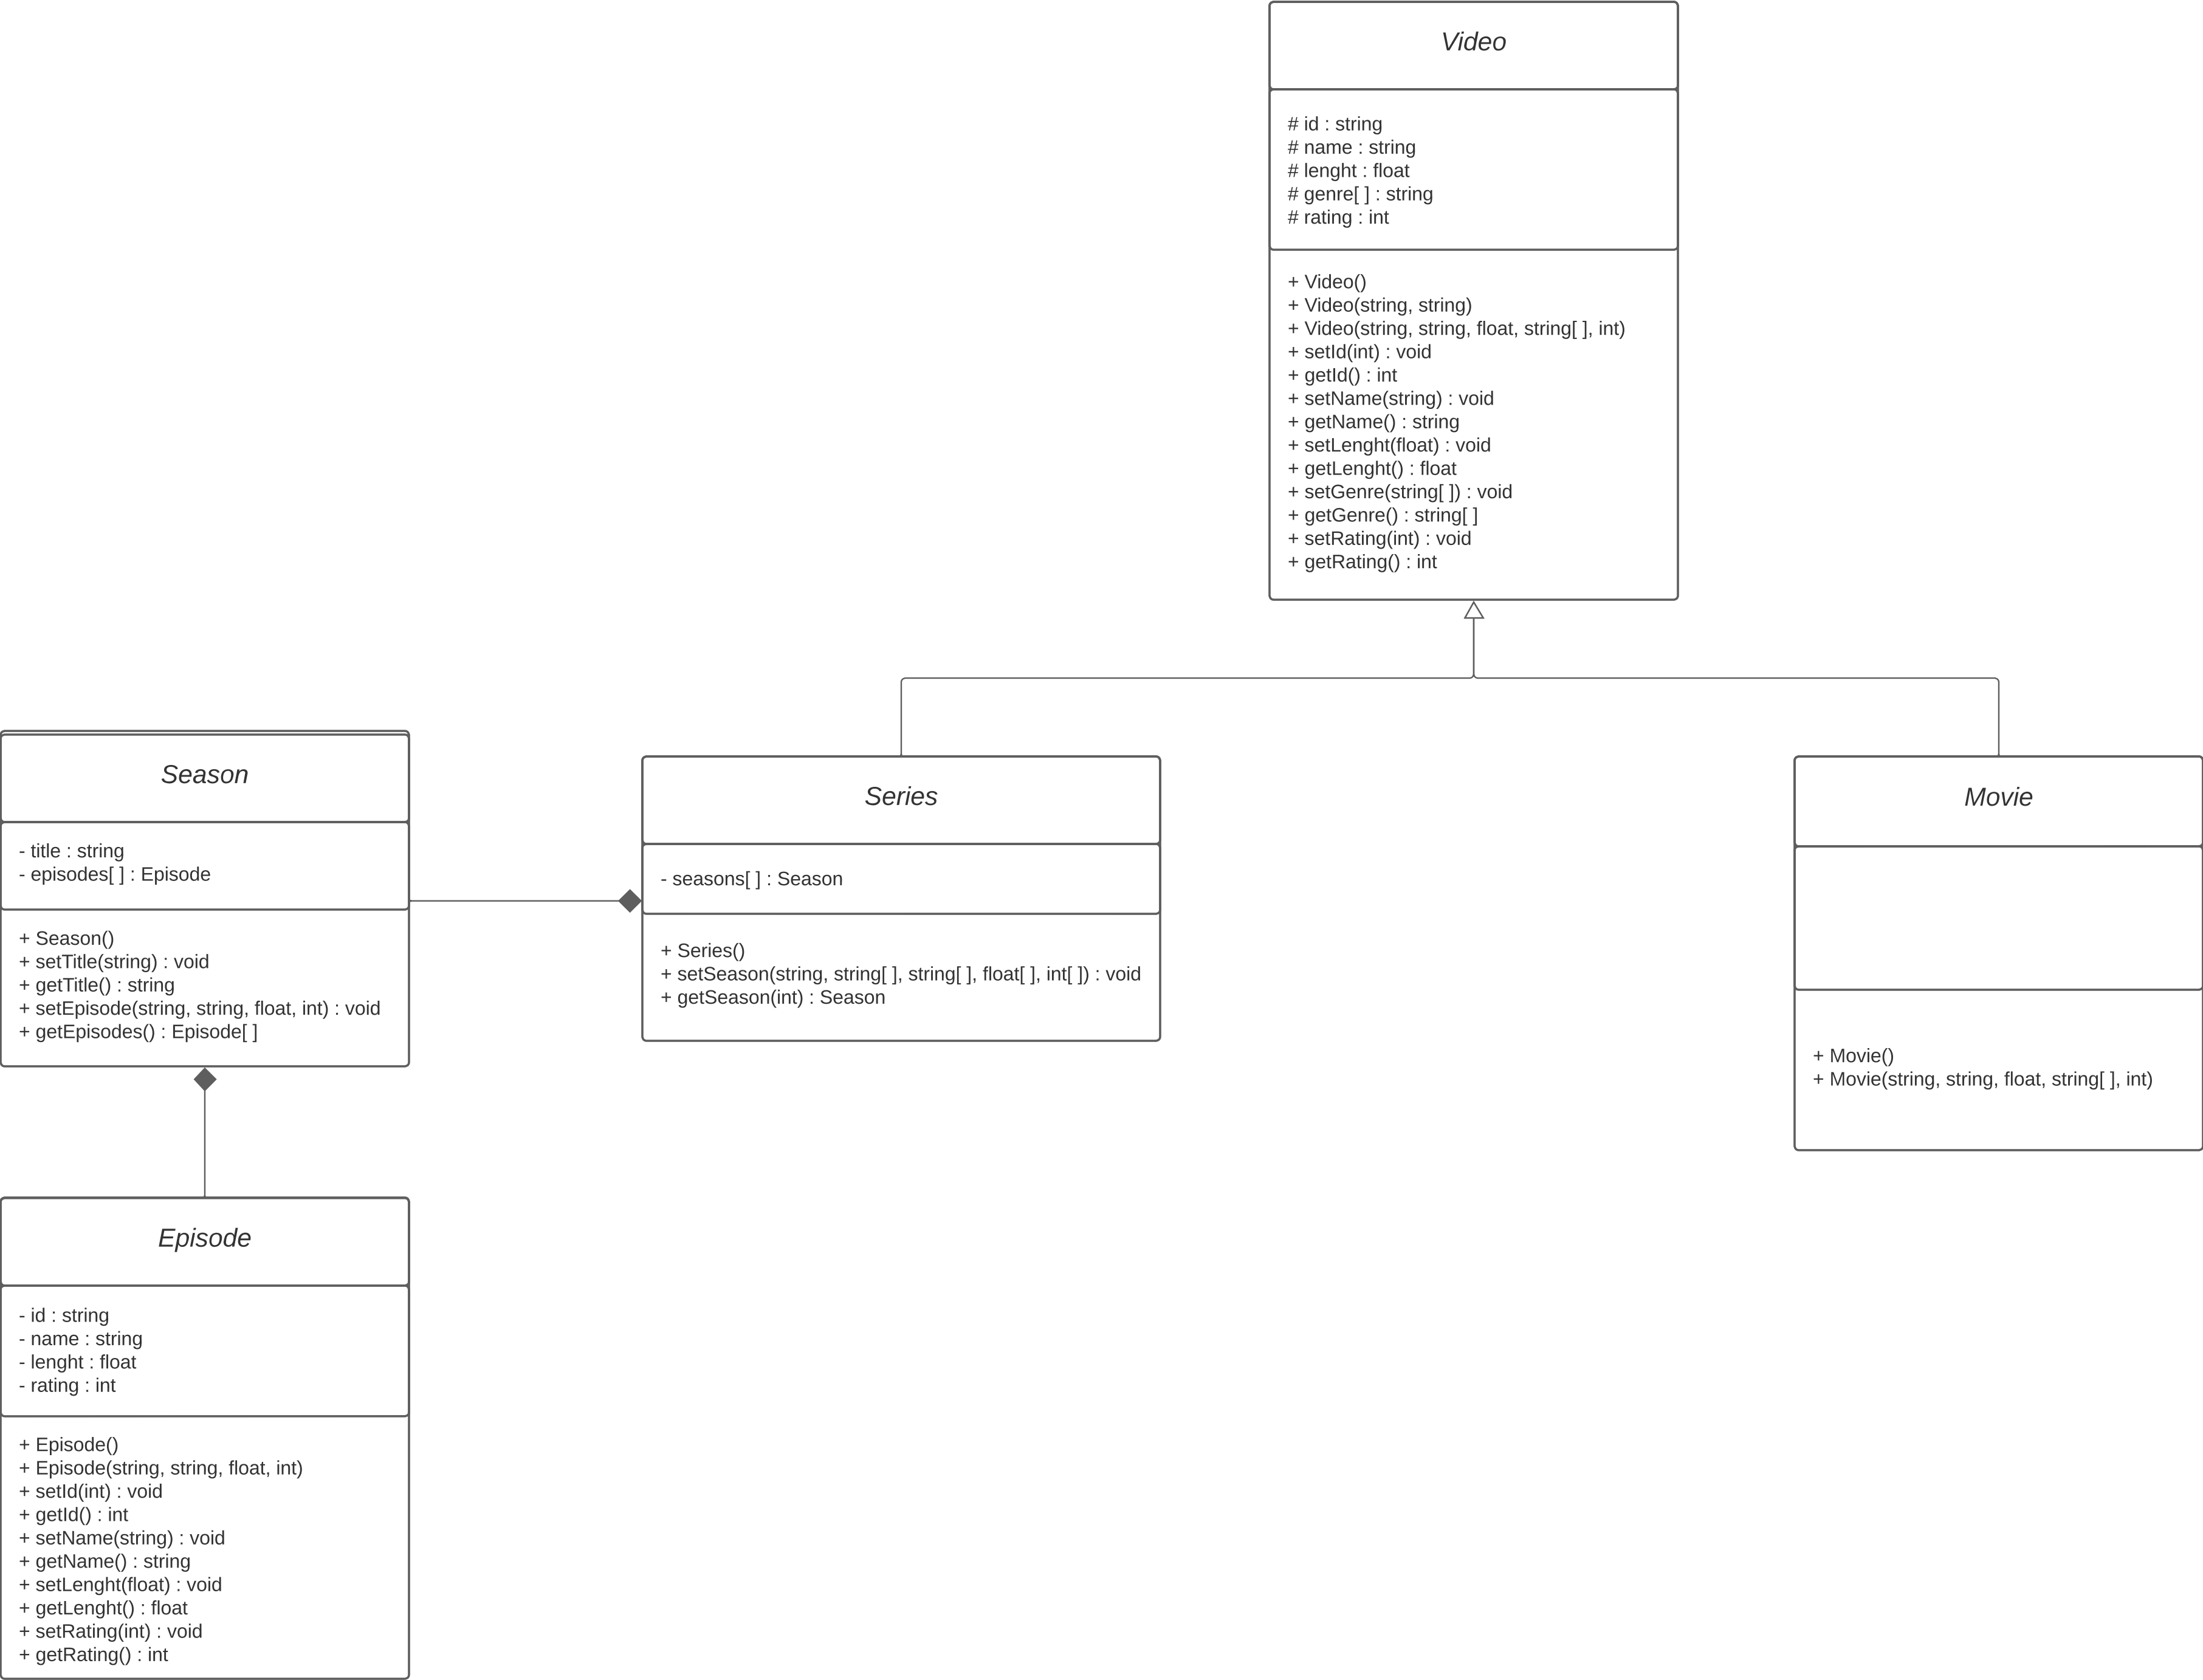 Video
# id : string
# name : string
# lenght : float
# genre[ ] : string
# rating : int
+ Video()
+ Video(string, string)
+ Video(string, string, float, string[ ], int)
+ setId(int) : void
+ getId() : int
+ setName(string) : void
+ getName() : string
+ setLenght(float) : void
+ getLenght() : float
+ setGenre(string[ ]) : void
+ getGenre() : string[ ]
+ setRating(int) : void
+ getRating() : int
Season
- title : string
- episodes[ ] : Episode
+ Season()
+ setTitle(string) : void
+ getTitle() : string
+ setEpisode(string, string, float, int) : void
+ getEpisodes() : Episode[ ]
Series
- seasons[ ] : Season
+ Series()
+ setSeason(string, string[ ], string[ ], float[ ], int[ ]) : void
+ getSeason(int) : Season
Movie
+ Movie()
+ Movie(string, string, float, string[ ], int)
Episode
- id : string
- name : string
- lenght : float
- rating : int
+ Episode()
+ Episode(string, string, float, int)
+ setId(int) : void
+ getId() : int
+ setName(string) : void
+ getName() : string
+ setLenght(float) : void
+ getLenght() : float
+ setRating(int) : void
+ getRating() : int